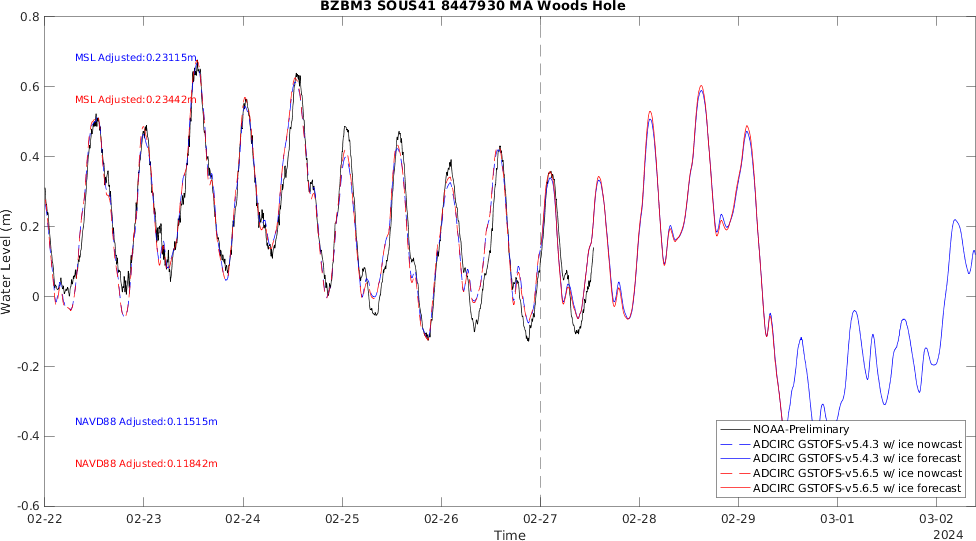 BZBM3 SOUS41 8447930 MA Woods Hole
0.8
0.6
0.4
0.2
0
-0.2
-0.4
-0.6
Water Level (m)
MSL Adjusted:0.23115m
MSL Adjusted:0.23442m
NAVD88 Adjusted:0.11515m
NAVD88 Adjusted:0.11842m
NOAA-Preliminary
ADCIRC GSTOFS-v5.4.3 w/ ice nowcast
ADCIRC GSTOFS-v5.4.3 w/ ice forecast
ADCIRC GSTOFS-v5.6.5 w/ ice nowcast
ADCIRC GSTOFS-v5.6.5 w/ ice forecast
02-22 02-23 02-24 02-25 02-26 02-27 02-28 02-29 03-01 03-02
Time
2024